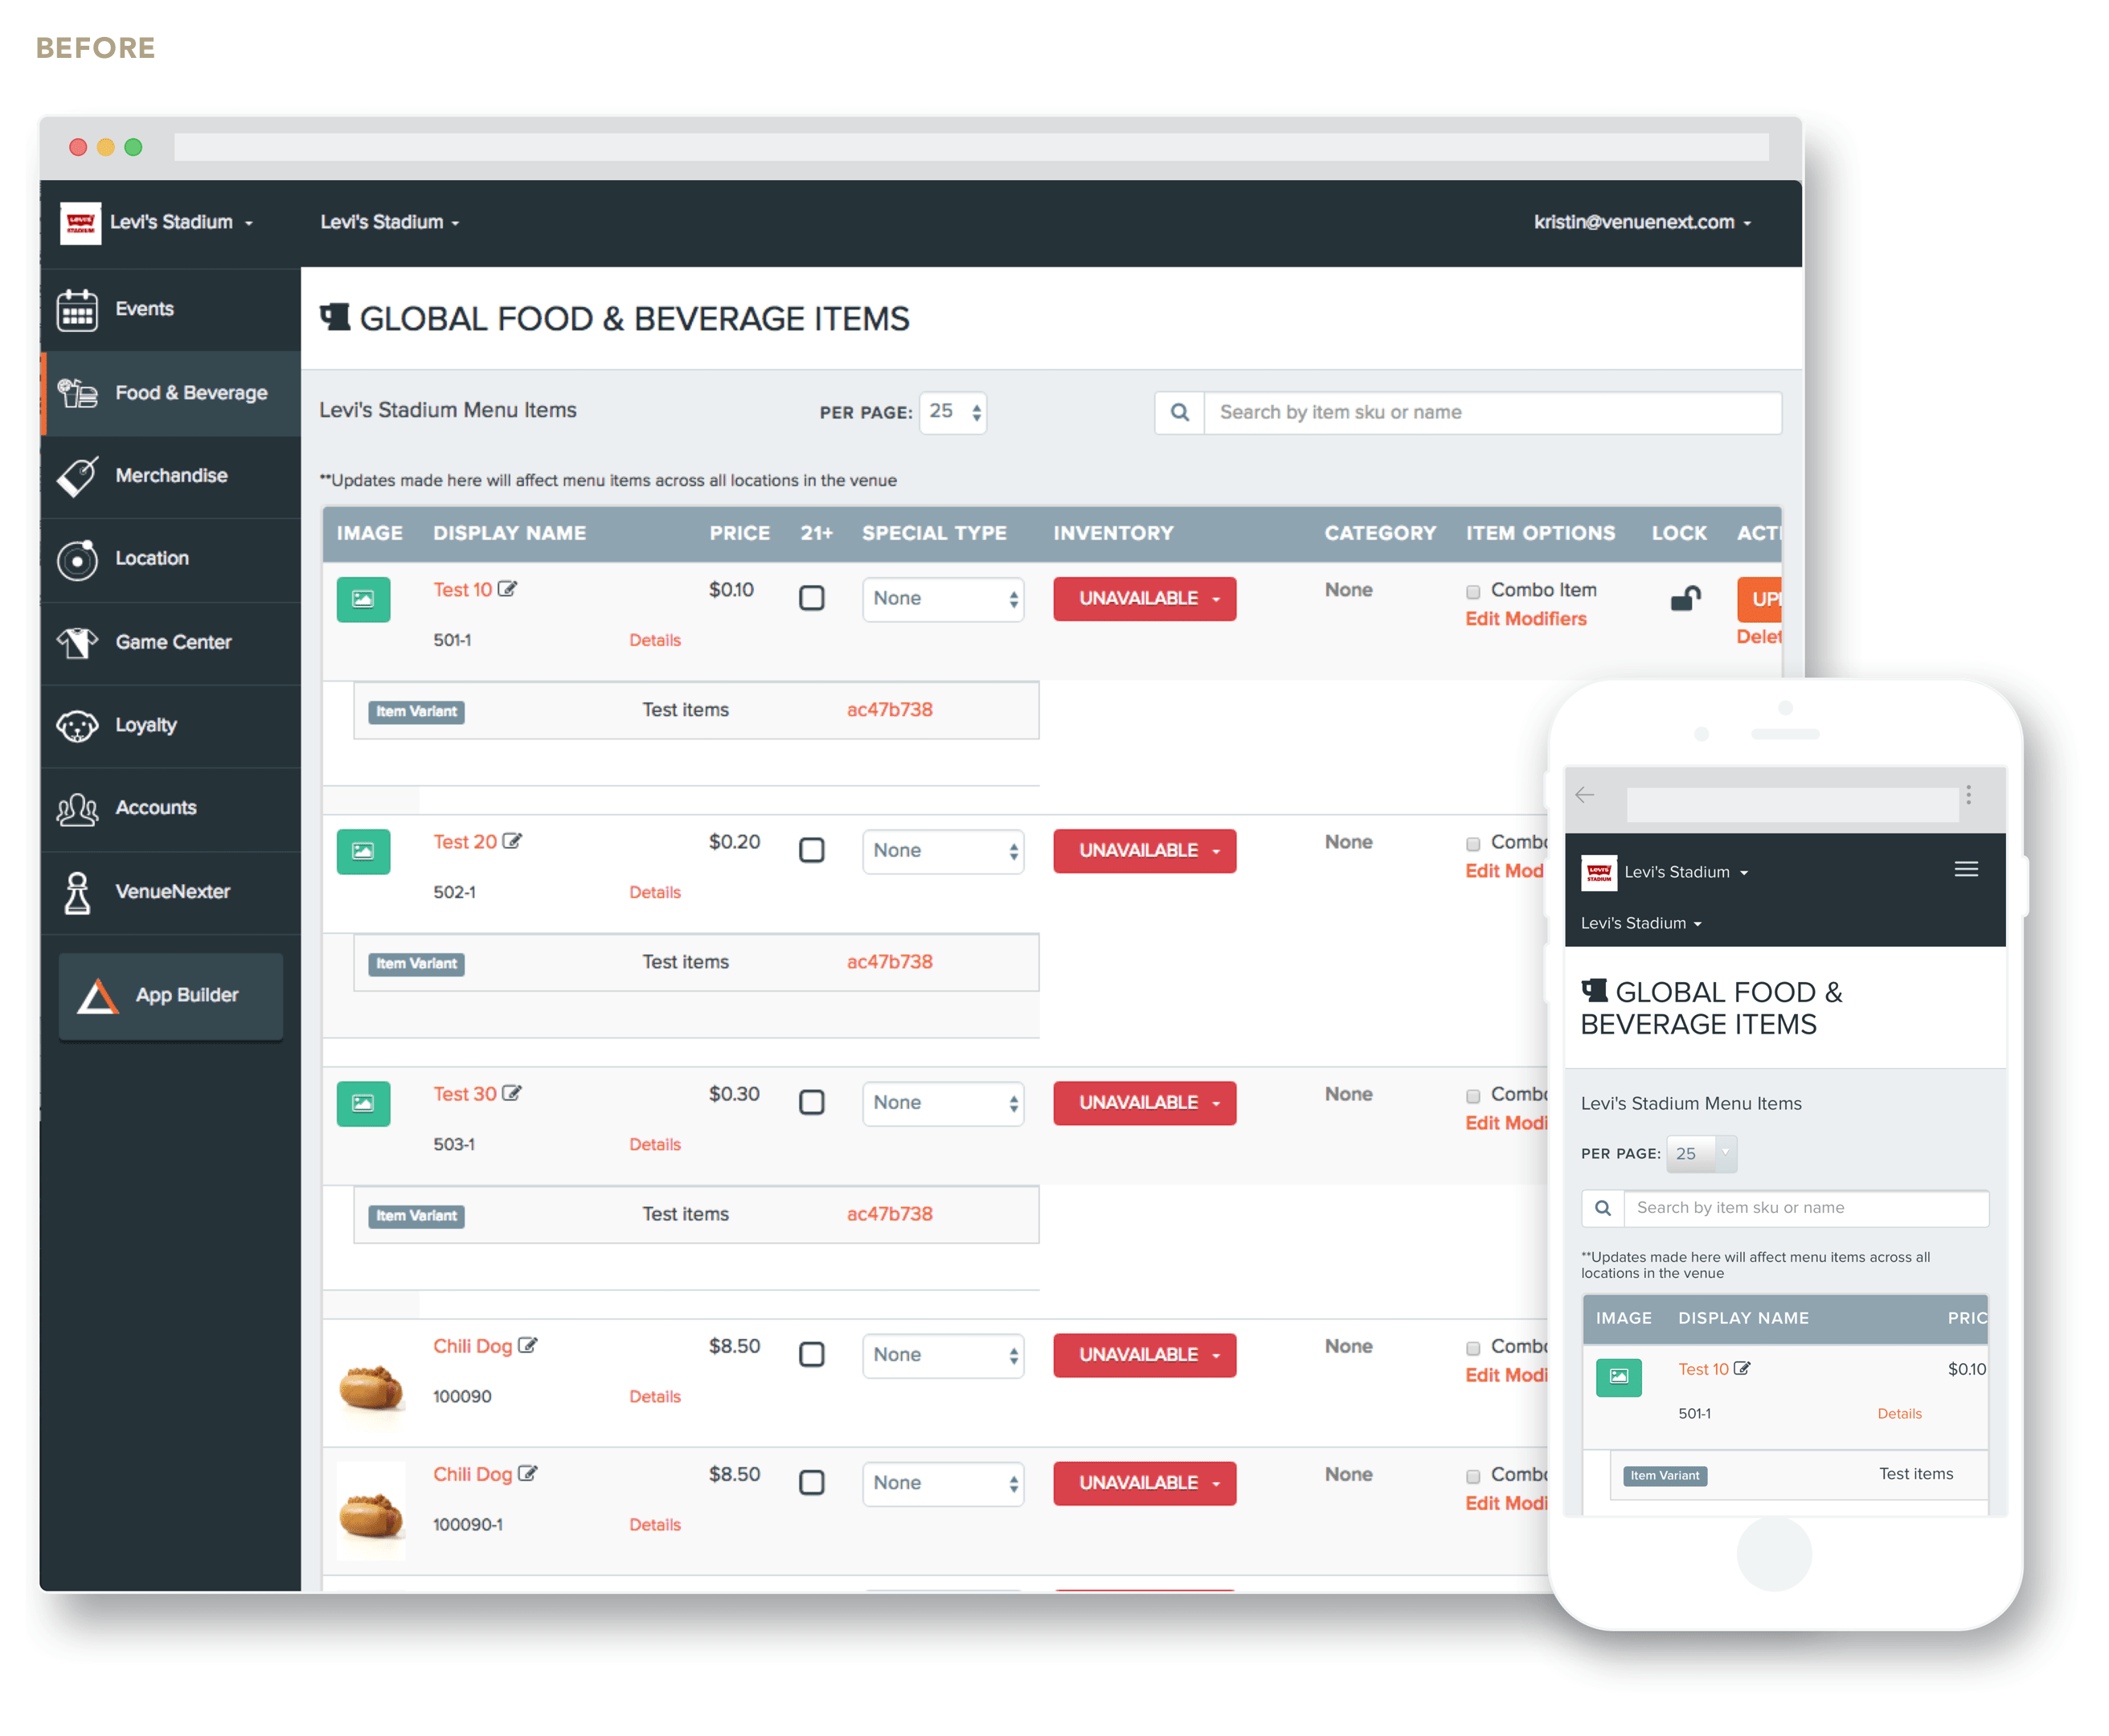 BEFORE
Levi's STADIUM Levi's Stadium Levi's Stadium kristin@venuenext.com
Events
Food & Beverage
Merchandise
Location
Game Center
Loyalty
Accounts
VenueNexter
App Builder
GLOBAL FOOD & BEVERAGE ITEMS
Levi's Stadium Menu Items PER PAGE: 25 Search by item sku or name
**Updates made here will affect menu items across all locations in the venue
IMAGE DISPLAY NAME PRICE 21+ SPECIAL TYPE INVENTORY CATEGORY ITEM OPTIONS LOCK ACTI
Test 10 $0.10 None UNAVAILABLE None Combo Item UPI
Edit Modifiers
501-1 Details Delet
Item Variant Test items ac47b738
Test 20 $0.20 None UNAVAILABLE None Combo
Edit Mod
502-1 Details
Item Variant Test items ac47b738
Test 30 $0.30 None UNAVAILABLE None Combo
Edit Modi
503-1 Details
Item Variant Test items ac47b738
Chili Dog $8.50 None UNAVAILABLE None Combo
Edit Modi
100090 Details
Chili Dog $8.50 None UNAVAILABLE None Combo
Edit Modi
100090-1 Details
Levi's STADIUM Levi's Stadium
Levi's Stadium
GLOBAL FOOD &
BEVERAGE ITEMS
Levi's Stadium Menu Items
PER PAGE: 25
Search by item sku or name
**Updates made here will affect menu items across all
locations in the venue
IMAGE DISPLAY NAME PRIC
Test 10 $0.10
501-1 Details
Item Variant Test items